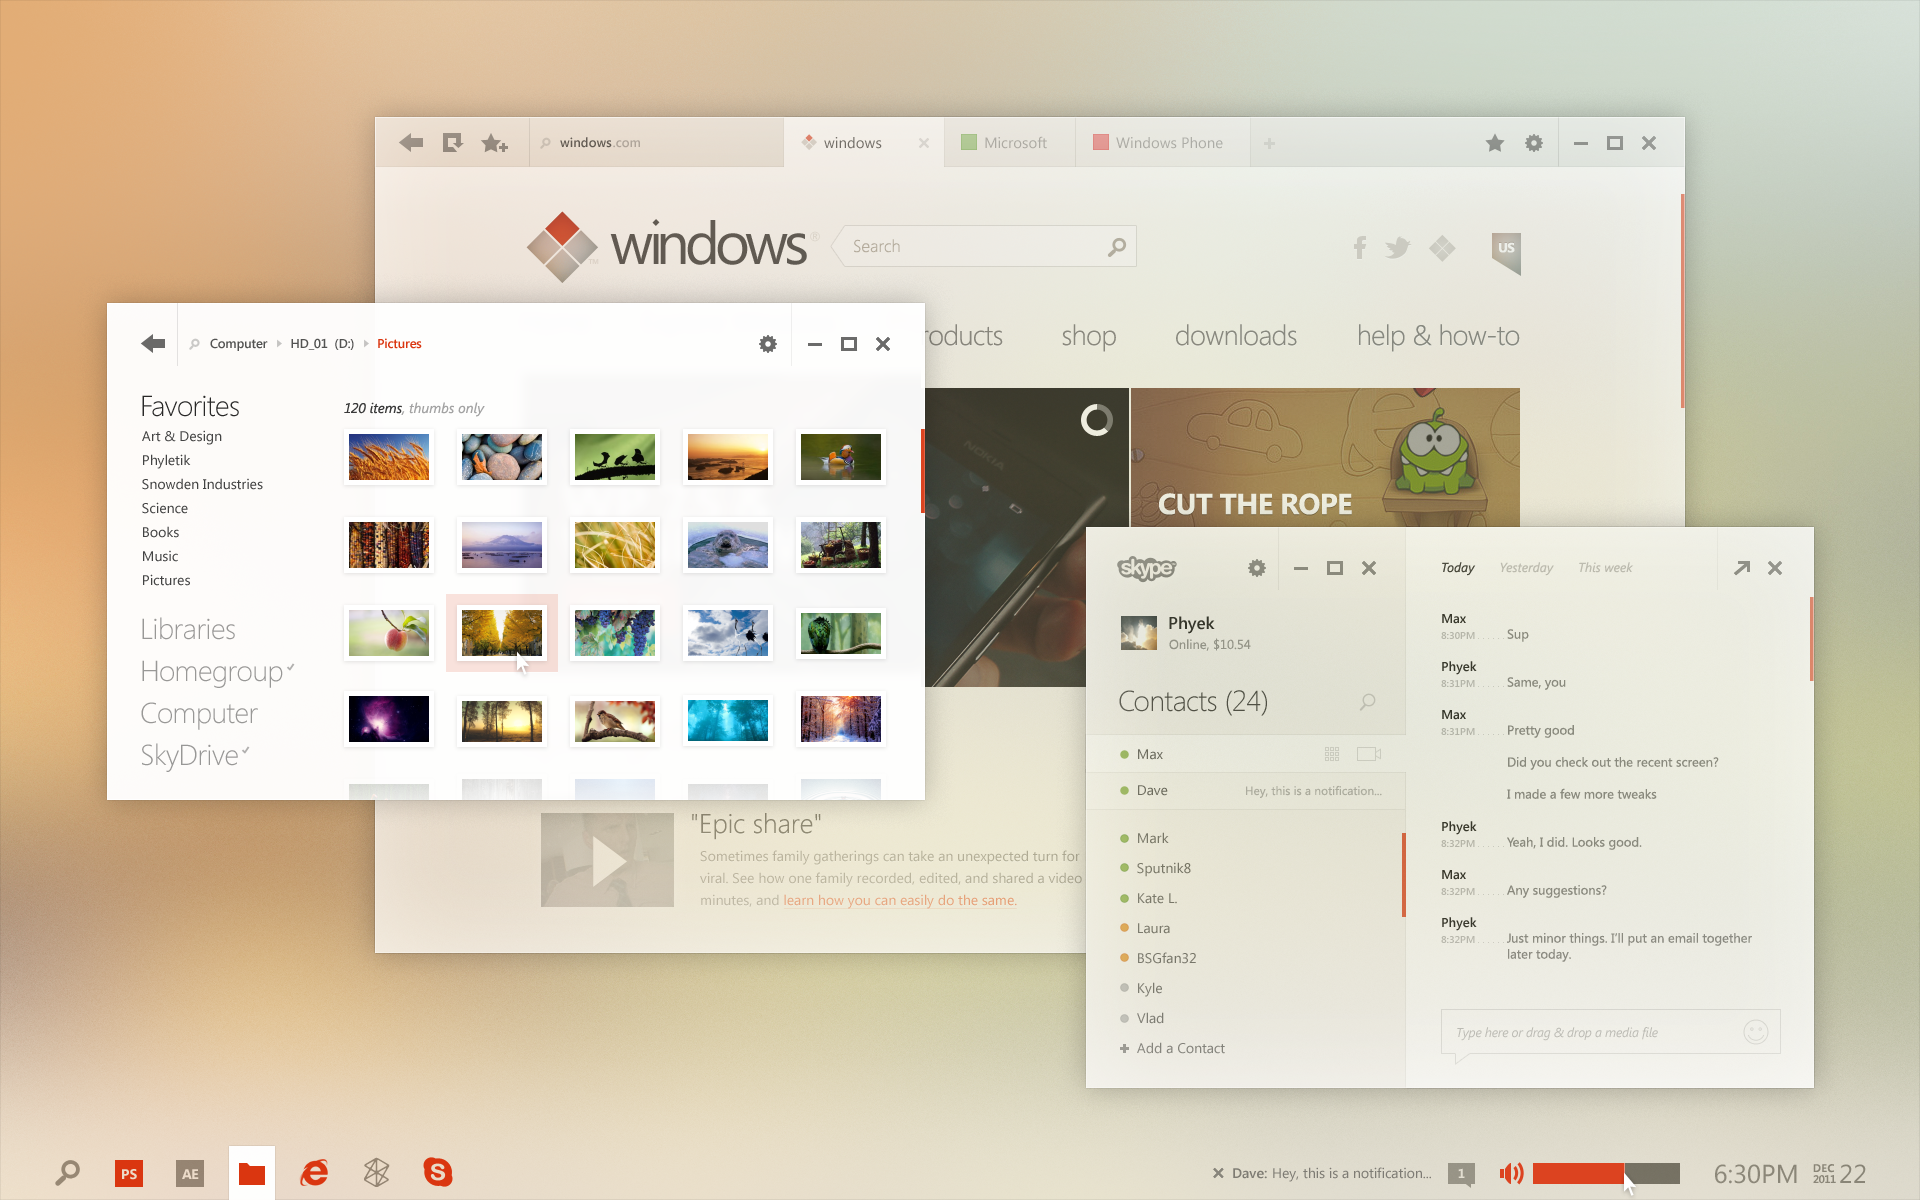 windows.com
windows
Microsoft
Windows Phone
windows®
™
Search
US
roducts
shop
downloads
help & how-to
NOKIA
CUT THE ROPE
"Epic share"
Sometimes family gatherings can take an unexpected turn for
viral. See how one family recorded, edited, and shared a video
minutes, and learn how you can easily do the same.
Computer
HD_01 (D:)
Pictures
Favorites
Art & Design
Phyletik
Snowden Industries
Science
Books
Music
Pictures
Libraries
Homegroup
Computer
SkyDrive
120 items, thumbs only
skype
Phyek
Online, $10.54
Contacts (24)
Max
Dave
Hey, this is a notification...
Mark
Sputnik8
Kate L.
Laura
BSGfan32
Kyle
Vlad
Add a Contact
Today
Yesterday
This week
Max
8:30PM ...... Sup
Phyek
8:31PM ...... Same, you
Max
8:31PM ...... Pretty good
Did you check out the recent screen?
I made a few more tweaks
Phyek
8:32PM ...... Yeah, I did. Looks good.
Max
8:32PM ...... Any suggestions?
Phyek
8:32PM ...... Just minor things. I'll put an email together
later today.
Type here or drag & drop a media file
PS
AE
Dave: Hey, this is a notification...
1
6:30PM
DEC
2011
22